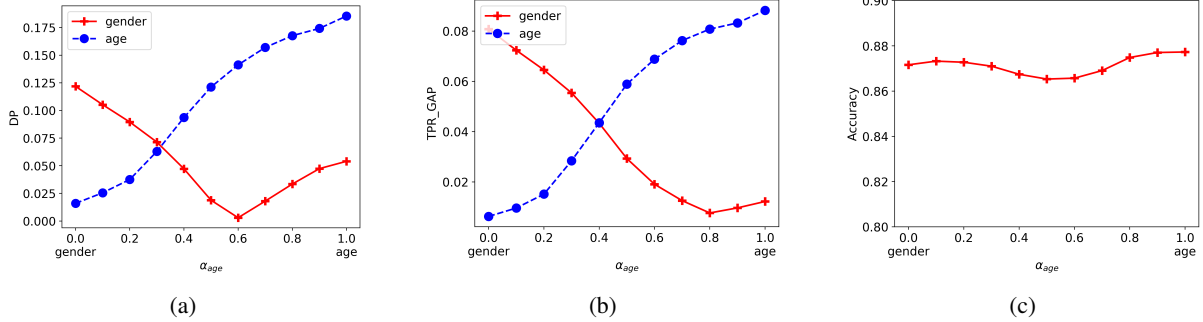 gender
age
0.175
0.150
0.125
0.100
0.075
0.050
0.025
0.000
DP
0.0 0.2 0.4 0.6 0.8 1.0
gender age
α_age
(a)
gender
age
0.08
0.06
0.04
0.02
TPR_GAP
0.0 0.2 0.4 0.6 0.8 1.0
gender age
α_age
(b)
0.90
0.88
0.86
0.84
0.82
0.80
Accuracy
0.0 0.2 0.4 0.6 0.8 1.0
gender age
α_age
(c)